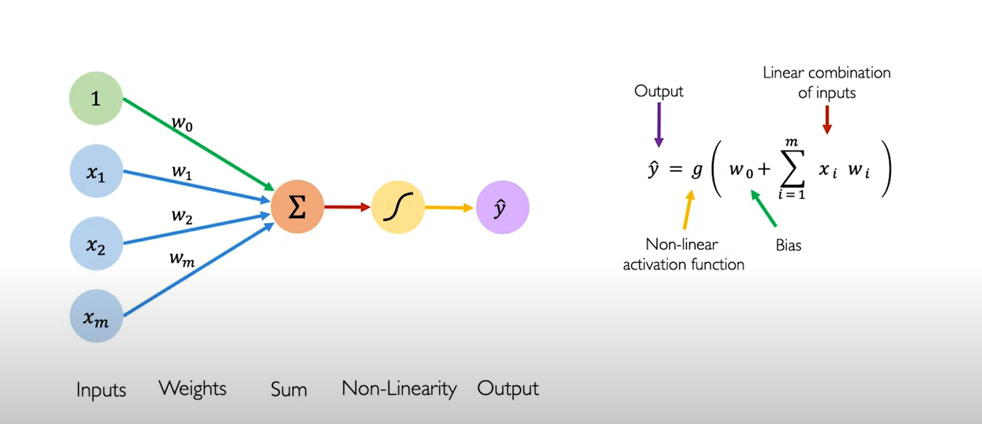 1
x₁
x₂
xₘ
w₀
w₁
w₂
wₘ
Σ
ŷ
Inputs
Weights
Sum
Non-Linearity
Output
Output
Linear combination
of inputs
ŷ = g ( w₀ + ∑ᵢ₌₁ᵐ xᵢ wᵢ )
Non-linear
activation function
Bias